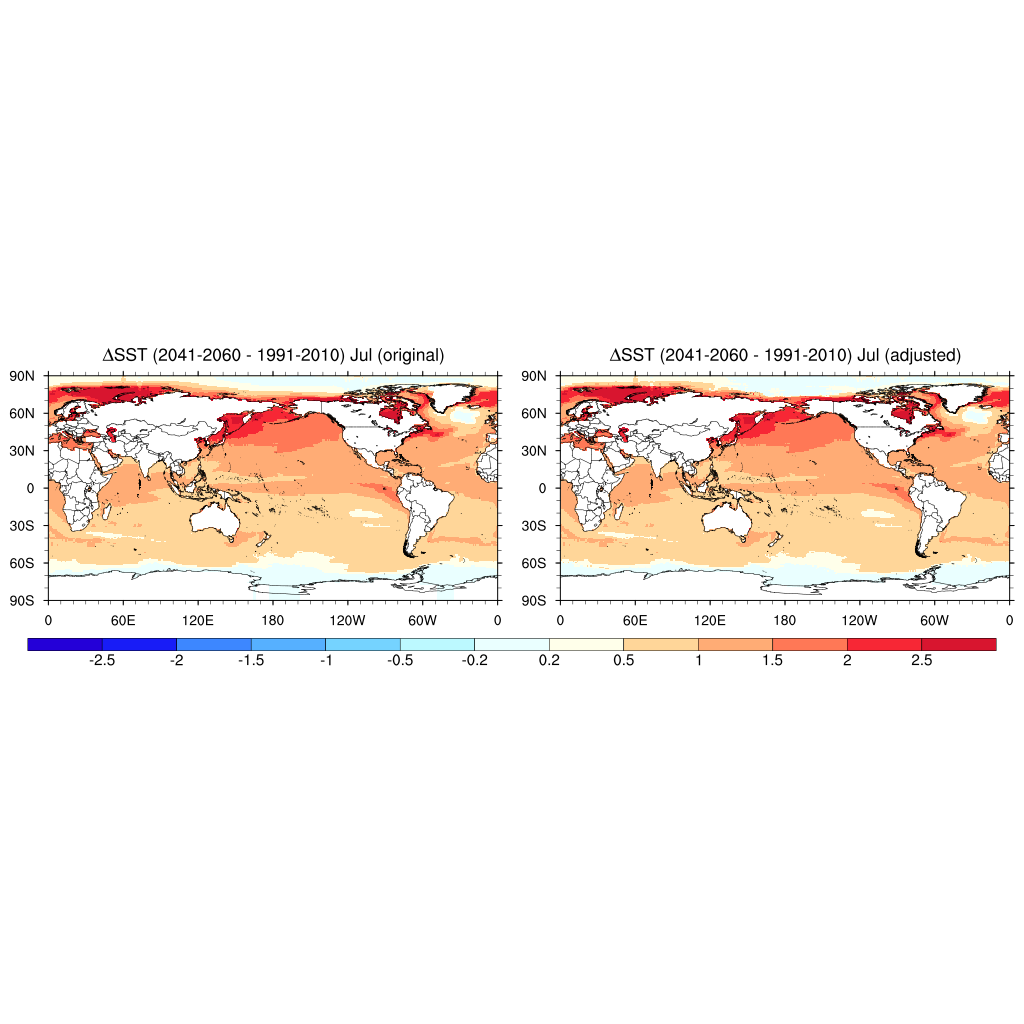 ΔSST (2041-2060 - 1991-2010) Jul (original)
90N
60N
30N
0
30S
60S
90S
0 60E 120E 180 120W 60W 0
ΔSST (2041-2060 - 1991-2010) Jul (adjusted)
90N
60N
30N
0
30S
60S
90S
0 60E 120E 180 120W 60W 0
-2.5 -2 -1.5 -1 -0.5 -0.2 0.2 0.5 1 1.5 2 2.5